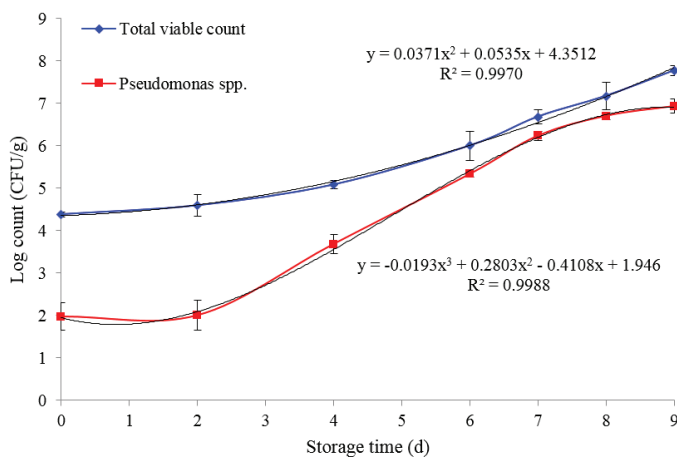 Total viable count
Pseudomonas spp.
y = 0.0371x² + 0.0535x + 4.3512
R² = 0.9970
y = -0.0193x³ + 0.2803x² - 0.4108x + 1.946
R² = 0.9988
Log count (CFU/g)
9
8
7
6
5
4
3
2
1
0
0 1 2 3 4 5 6 7 8 9
Storage time (d)